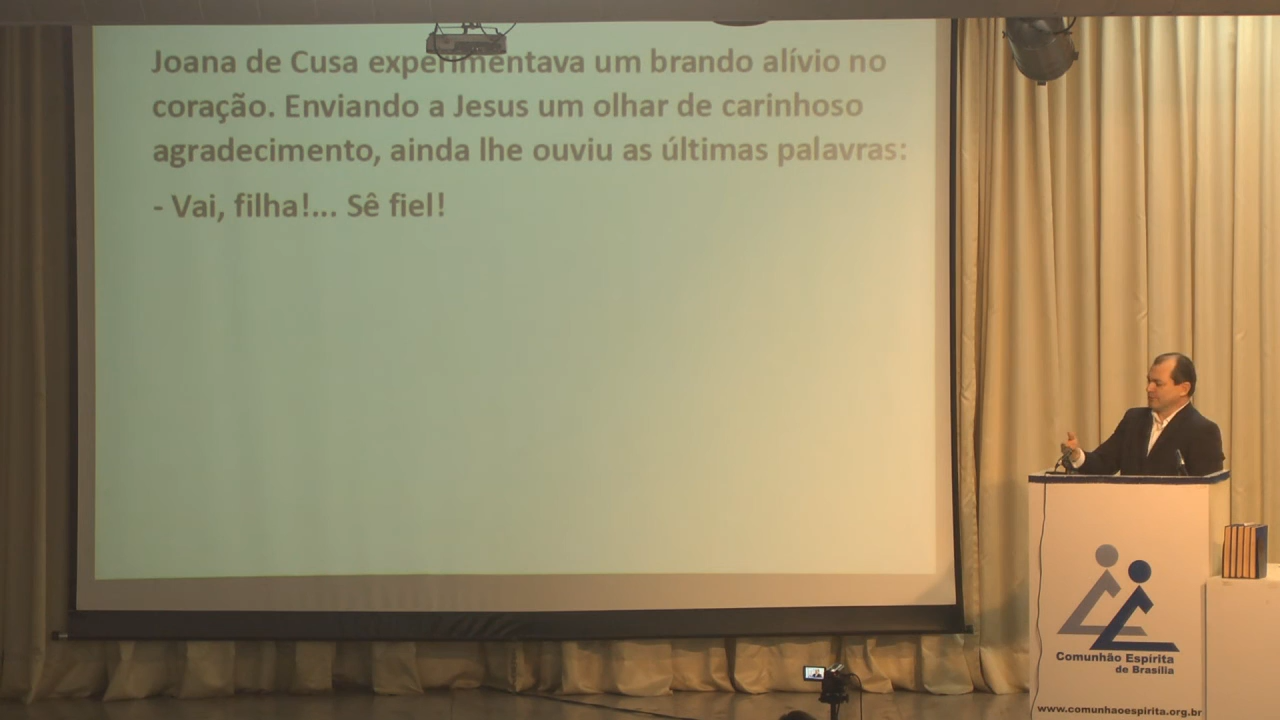 Joana de Cusa experimentava um brando alívio no
coração. Enviando a Jesus um olhar de carinhoso
agradecimento, ainda lhe ouviu as últimas palavras:
- Vai, filha!... Sê fiel!
Comunhão Espírita
de Brasília
www.comunhaoespirita.org.br